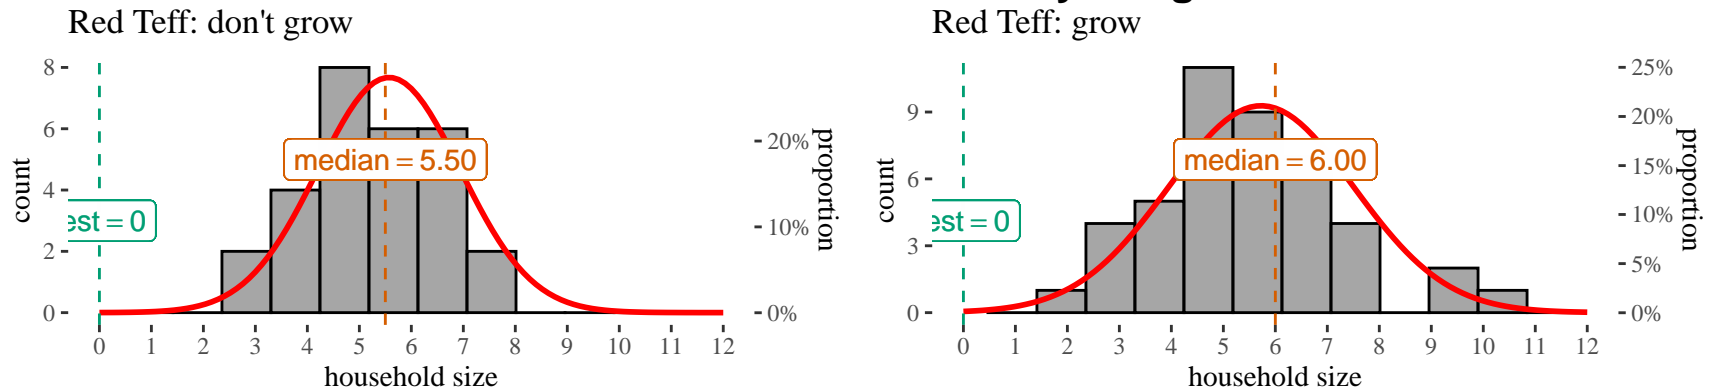 Red Teff: don't grow
count
8
6
4
2
0
est = 0
median = 5.50
20%
10%
0%
proportion
0 1 2 3 4 5 6 7 8 9 10 11 12
household size
Red Teff: grow
count
9
6
3
0
est = 0
median = 6.00
25%
20%
15%
10%
5%
0%
proportion
0 1 2 3 4 5 6 7 8 9 10 11 12
household size